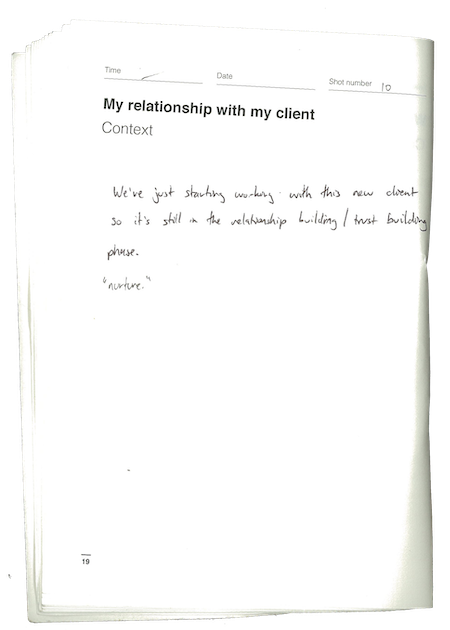 Time
Date
Shot number 10
My relationship with my client
Context
We've just starting working with this new client
so it's still in the relationship building / trust building
phase.
"nurture."
19